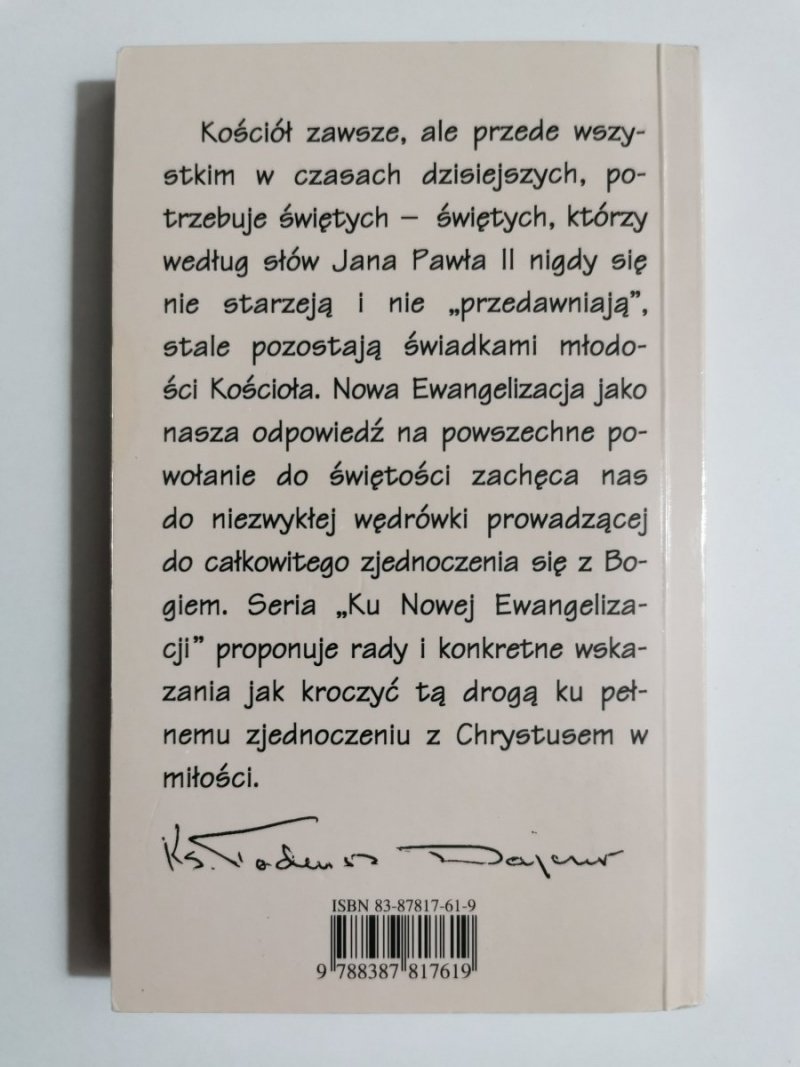 Kościół zawsze, ale przede wszy-
stkim w czasach dzisiejszych, po-
trzebuje świętych – świętych, którzy
według słów Jana Pawła II nigdy się
nie starzeją i nie „przedawniają”,
stale pozostają świadkami młodo-
ści Kościoła. Nowa Ewangelizacja jako
nasza odpowiedź na powszechne po-
wołanie do świętości zachęca nas
do niezwykłej wędrówki prowadzącej
do całkowitego zjednoczenia się z Bo-
giem. Seria „Ku Nowej Ewangeliza-
cji” proponuje rady i konkretne wska-
zania jak kroczyć tą drogą ku peł-
nemu zjednoczeniu z Chrystusem w
miłości.
Ks. Tadeusz Dajczer
ISBN 83-87817-61-9
9 788387 817619